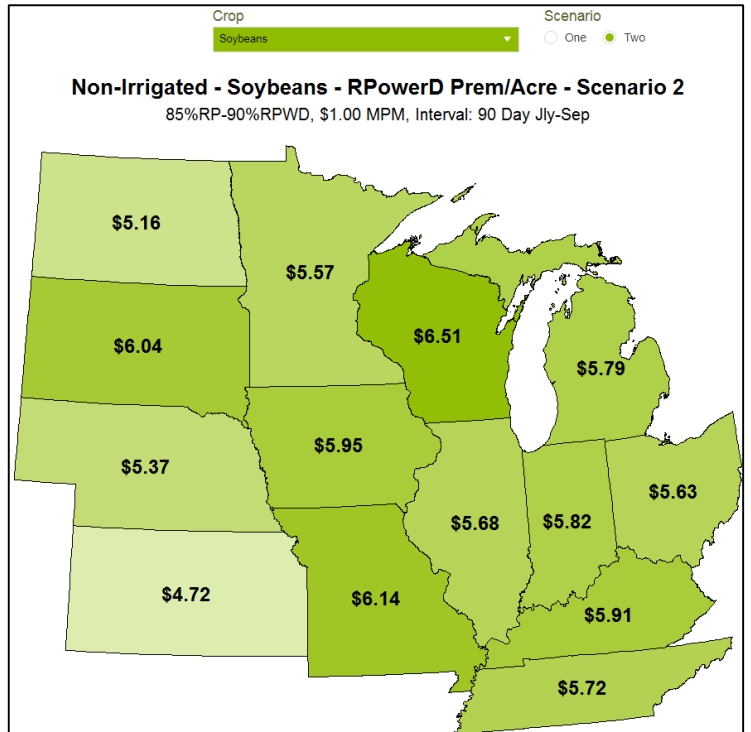 Crop
Scenario
Soybeans
One
Two
Non-Irrigated - Soybeans - RPowerD Prem/Acre - Scenario 2
85%RP-90%RPWD, $1.00 MPM, Interval: 90 Day Jly-Sep
$5.16
$5.57
$6.04
$6.51
$5.79
$5.37
$5.95
$5.68
$5.82
$5.63
$4.72
$6.14
$5.91
$5.72